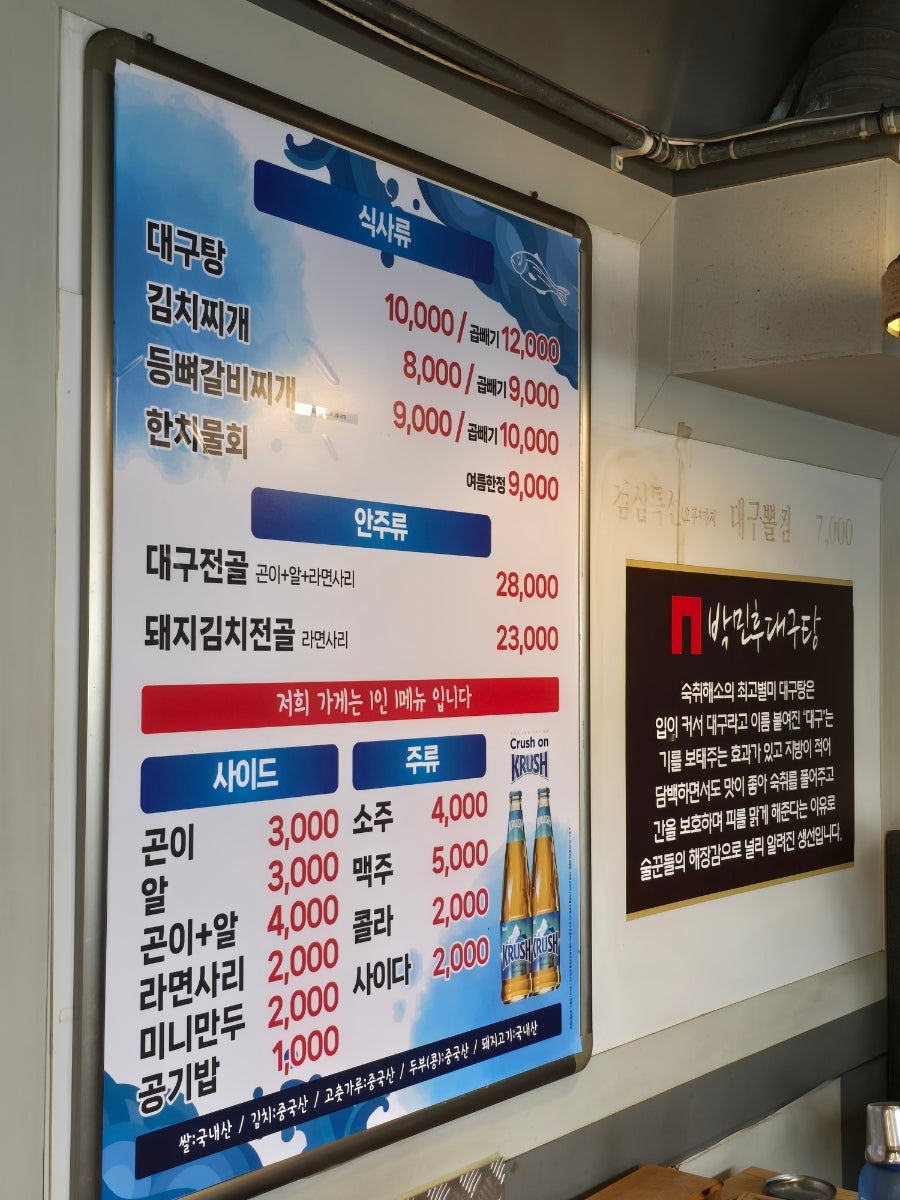 식사류
대구탕 10,000 / 곱빼기 12,000
김치찌개 8,000 / 곱빼기 9,000
등뼈갈비찌개 9,000 / 곱빼기 10,000
한치물회 여름한정 9,000
안주류
대구전골 곤이+알+라면사리 28,000
돼지김치전골 라면사리 23,000
저희 가게는 1인 1메뉴 입니다
사이드
곤이 3,000
알 3,000
곤이+알 4,000
라면사리 2,000
미니만두 2,000
공기밥 1,000
주류
소주 4,000
맥주 5,000
콜라 2,000
사이다 2,000
Crush on
KRUSH
KRUSH KRUSH
쌀:국내산 / 김치:중국산 / 고춧가루:중국산 / 두부(콩):중국산 / 돼지고기:국내산
점심특선 대구뽈찜 7,000
박민후대구탕
숙취해소의 최고별미 대구탕은
입이 커서 대구라고 이름 붙여진 '대구'는
기를 보태주는 효과가 있고 지방이 적어
담백하면서도 맛이 좋아 숙취를 풀어주고
간을 보호하며 피를 맑게 해준다는 이유로
술꾼들의 해장감으로 널리 알려진 생선입니다.